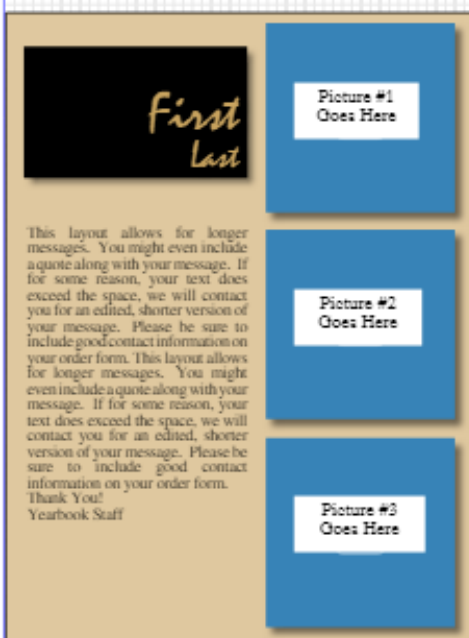 First
Last
This layout allows for longer
messages. You might even include
a quote along with your message. If
for some reason, your text does
exceed the space, we will contact
you for an edited, shorter version of
your message. Please be sure to
include good contact information on
your order form. This layout allows
for longer messages. You might
even include a quote along with your
message. If for some reason, your
text does exceed the space, we will
contact you for an edited, shorter
version of your message. Please be
sure to include good contact
information on your order form.
Thank You!
Yearbook Staff
Picture #1
Goes Here
Picture #2
Goes Here
Picture #3
Goes Here